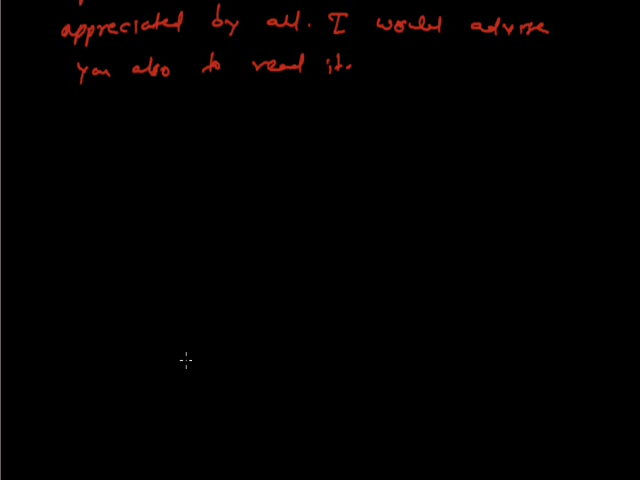 appreciated by all. I would advise
you also to read it.